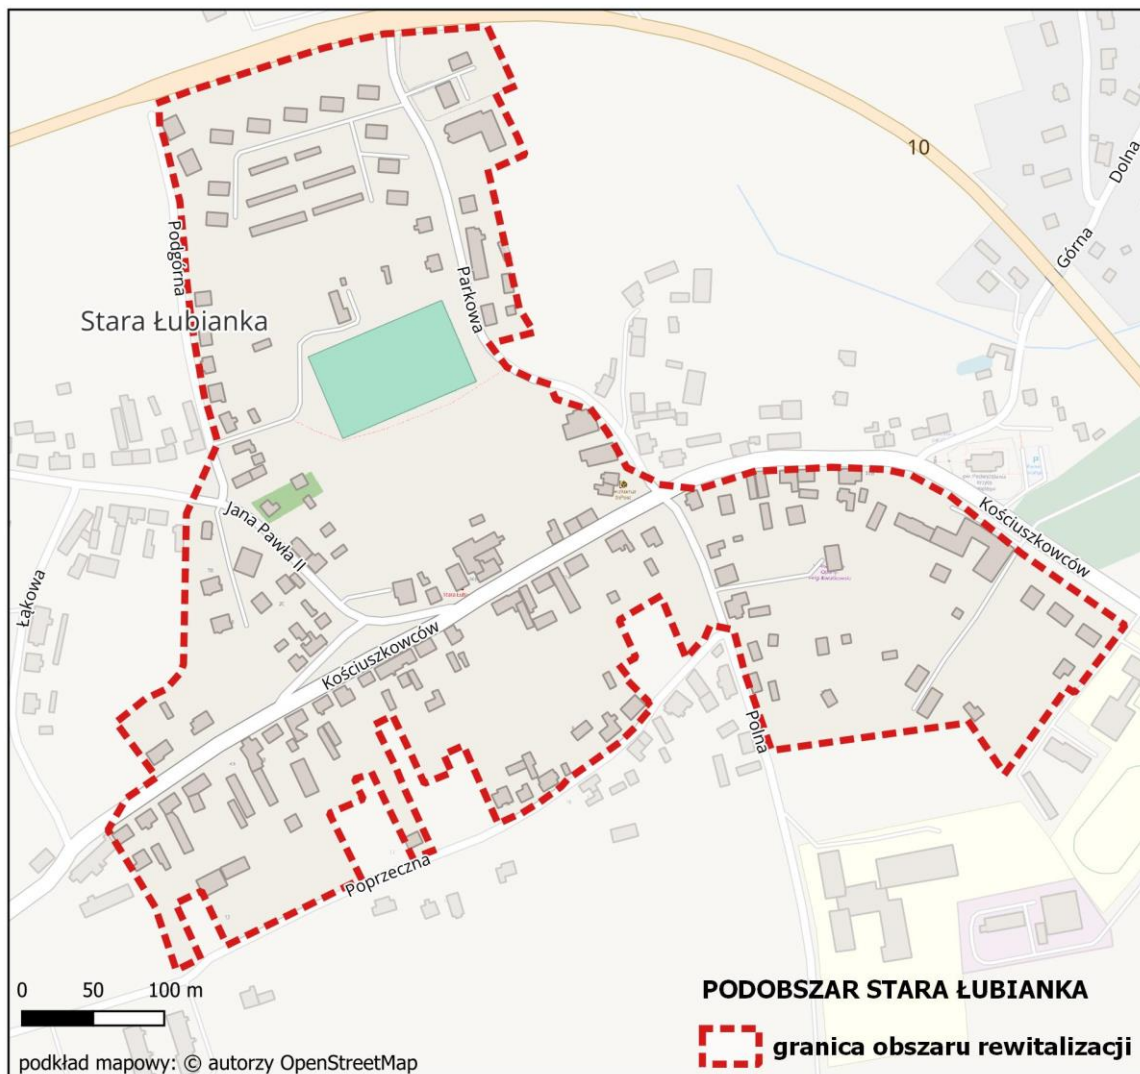 10
Dolna
Górna
Podgórna
Parkowa
Stara Łubianka
Jana Pawła II
Kościuszkowców
Łąkowa
Kościuszkowców
Polna
Poprzeczna
0 50 100 m
PODOBSZAR STARA ŁUBIANKA
granica obszaru rewitalizacji
podkład mapowy: © autorzy OpenStreetMap